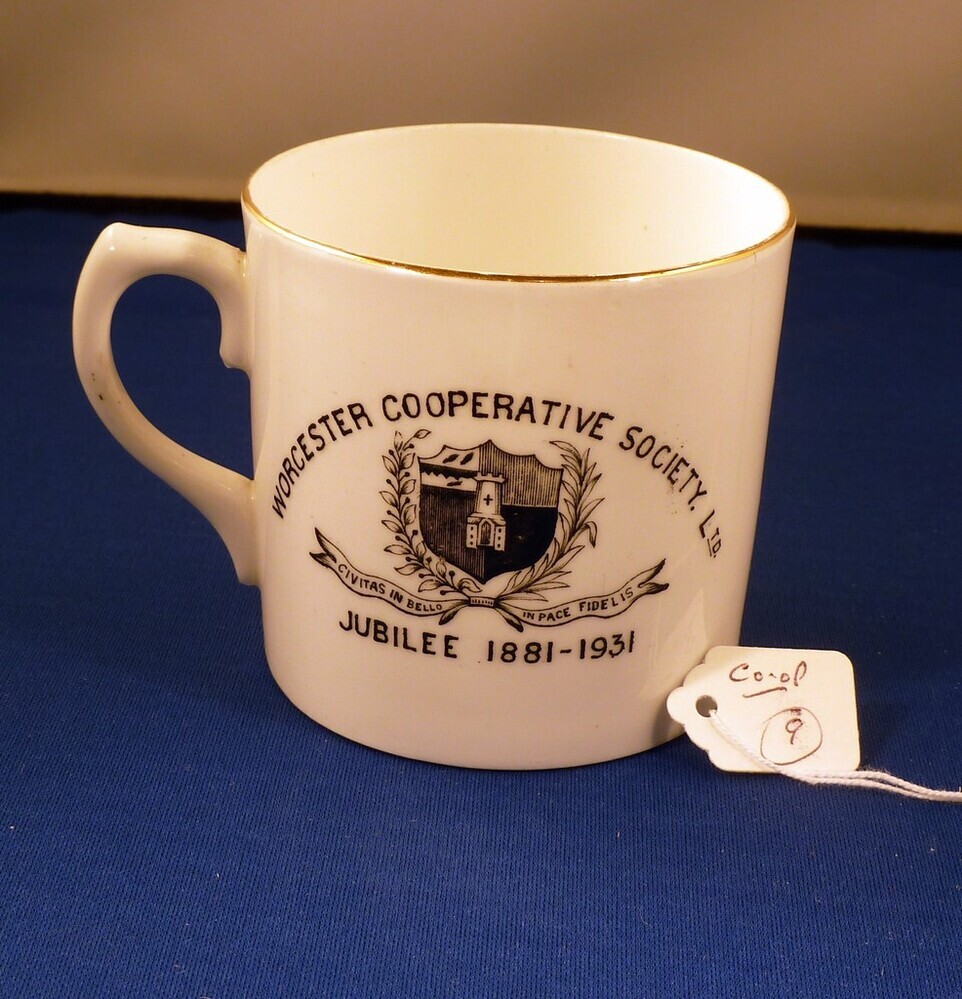 WORCESTER COOPERATIVE SOCIETY, LTD.
CIVITAS IN BELLO IN PACE FIDELIS
JUBILEE 1881-1931
Co-op
9